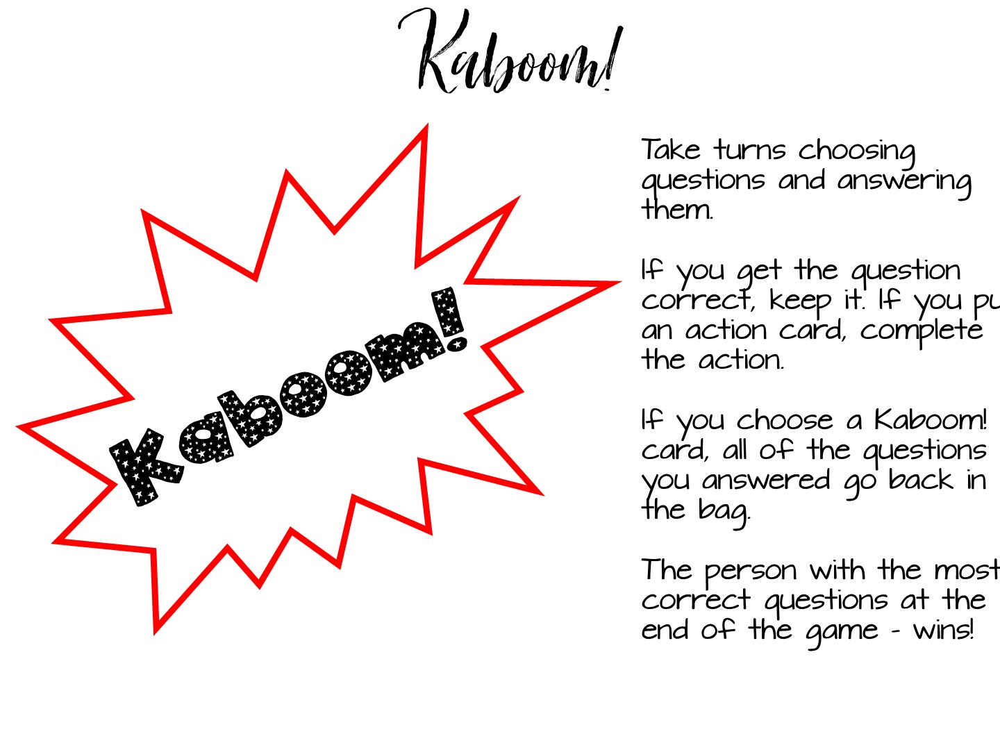 Kaboom!
Kaboom!
Take turns choosing
questions and answering
them.
If you get the question
correct, keep it. If you pu
an action card, complete
the action.
If you choose a Kaboom!
card, all of the questions
you answered go back in
the bag.
The person with the most
correct questions at the
end of the game - wins!